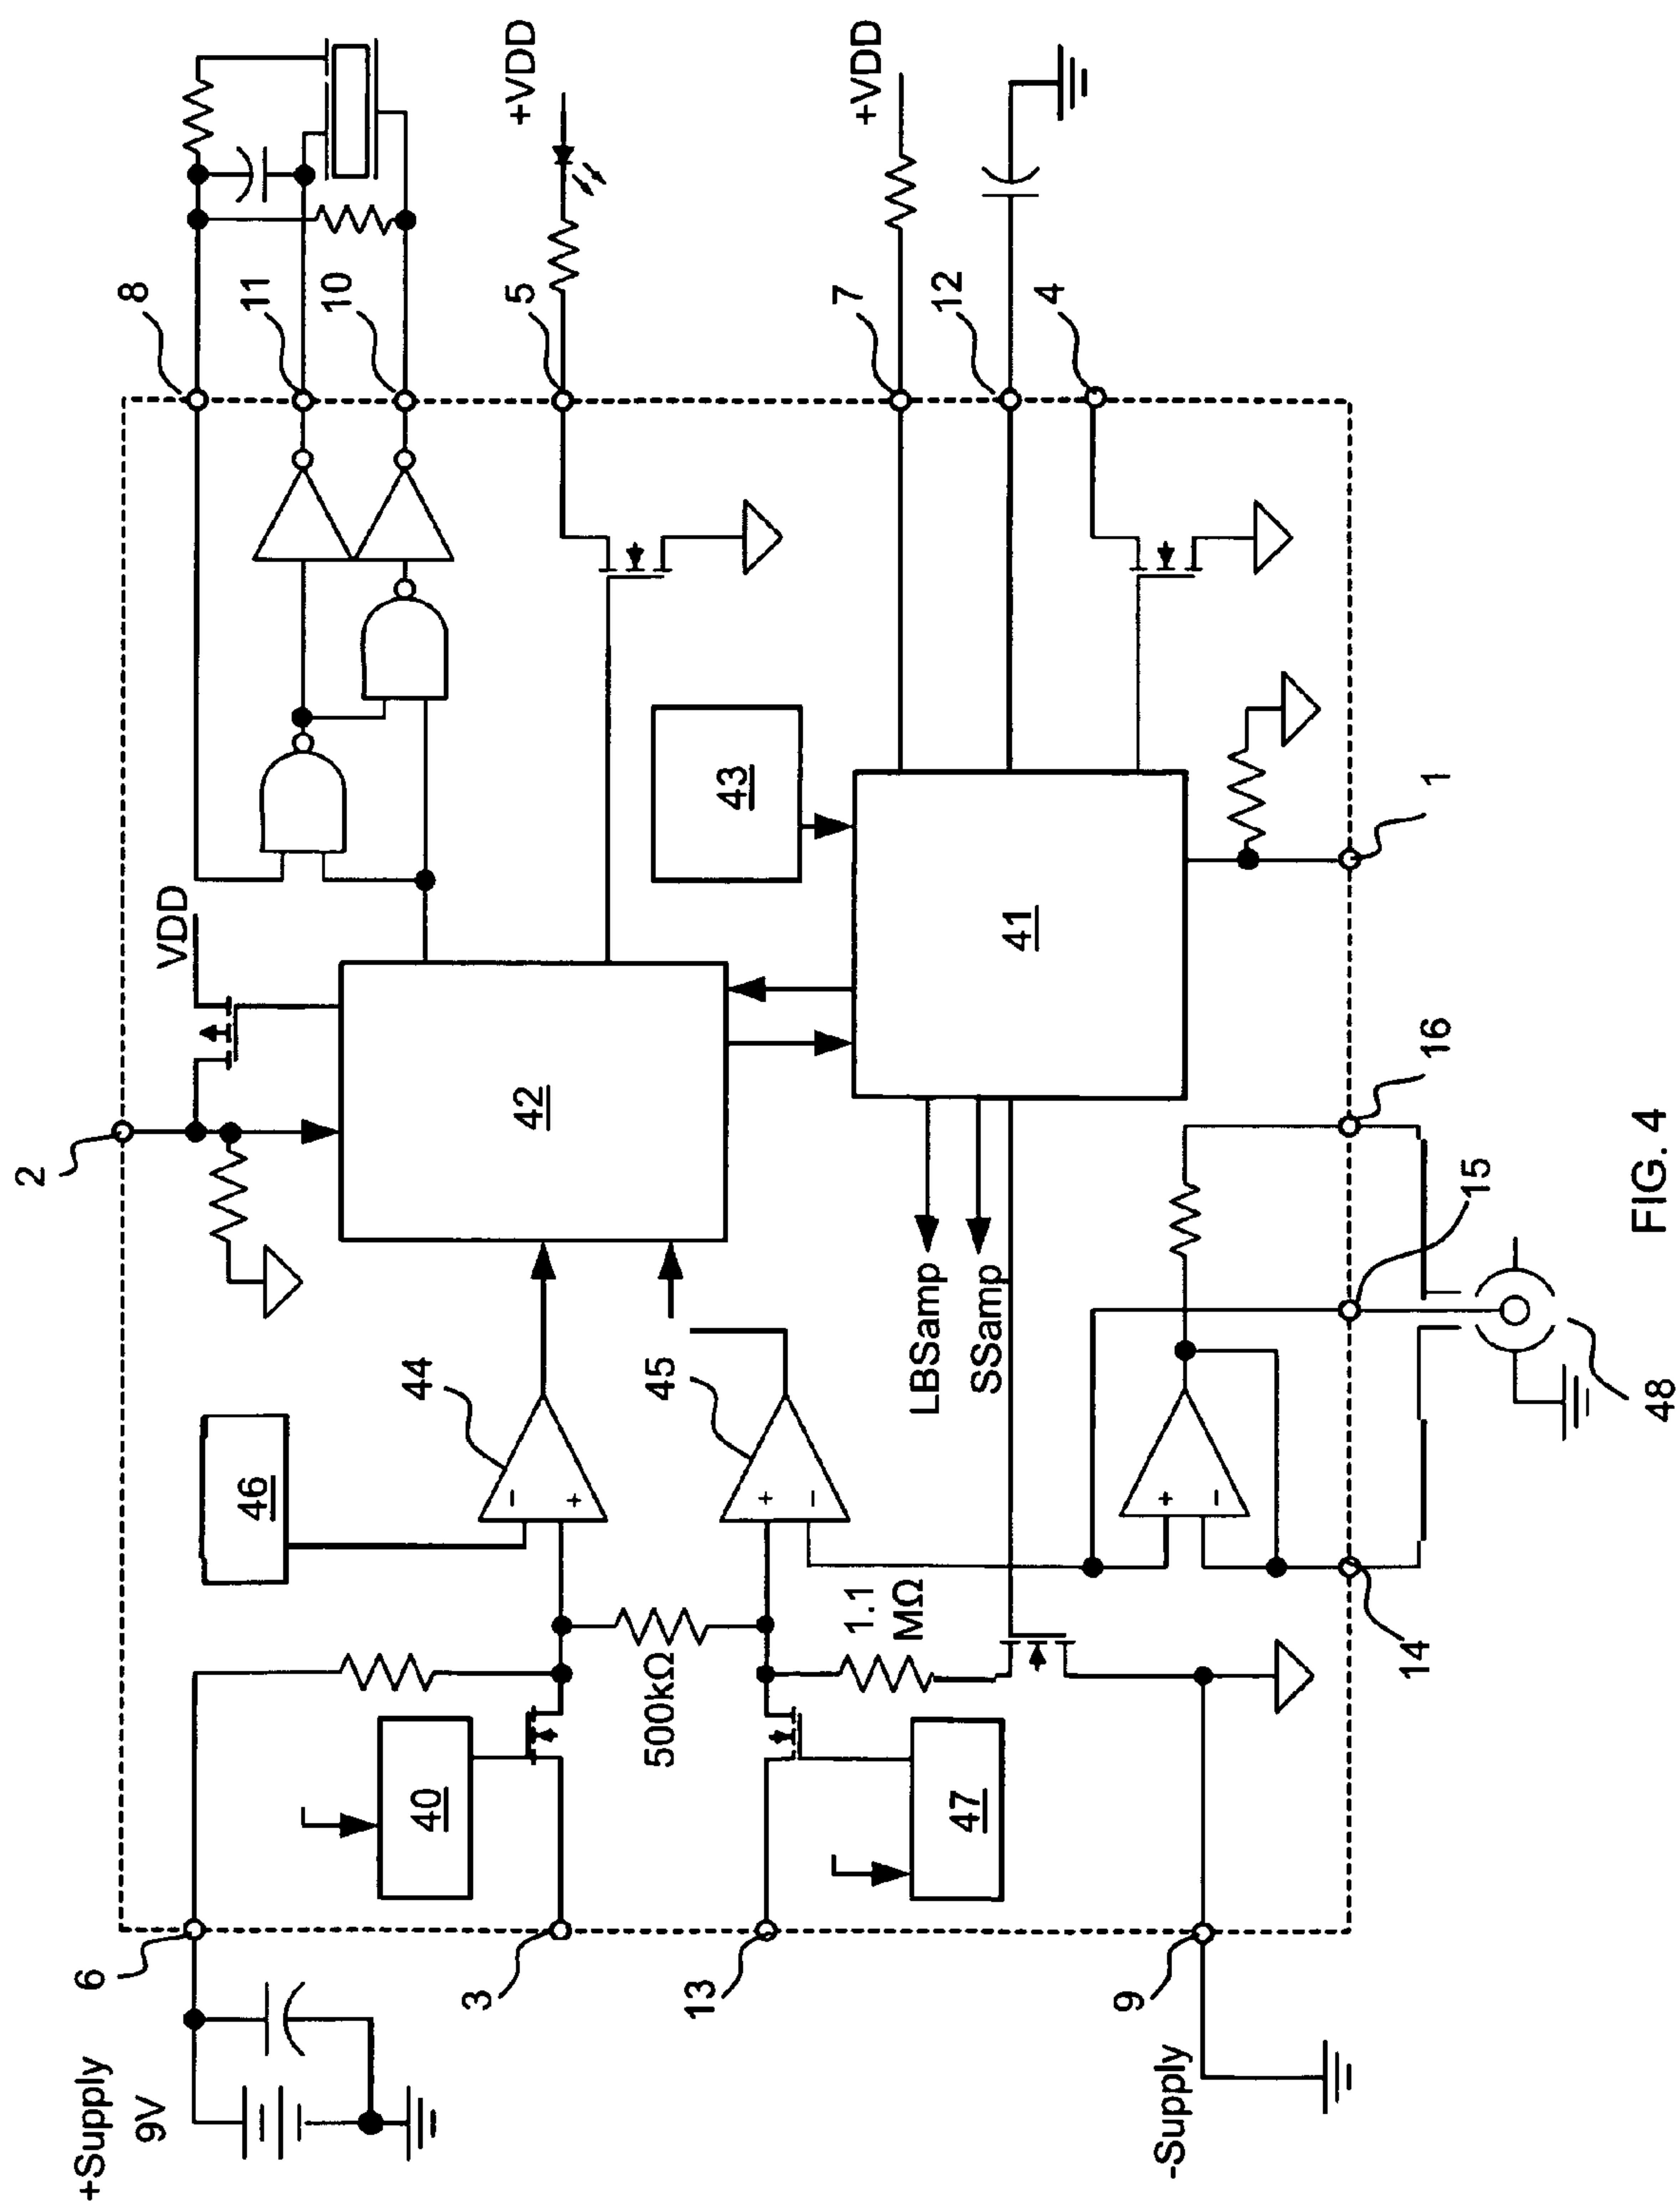 +Supply
9V
6
3
13
9
-Supply
2
VDD
8
11
10
+VDD
5
+VDD
7
12
4
46
44
-
+
40
42
43
500kΩ
45
+
-
1.1
MΩ
47
LBSamp
SSamp
41
+
-
14
48
15
16
1
FIG. 4